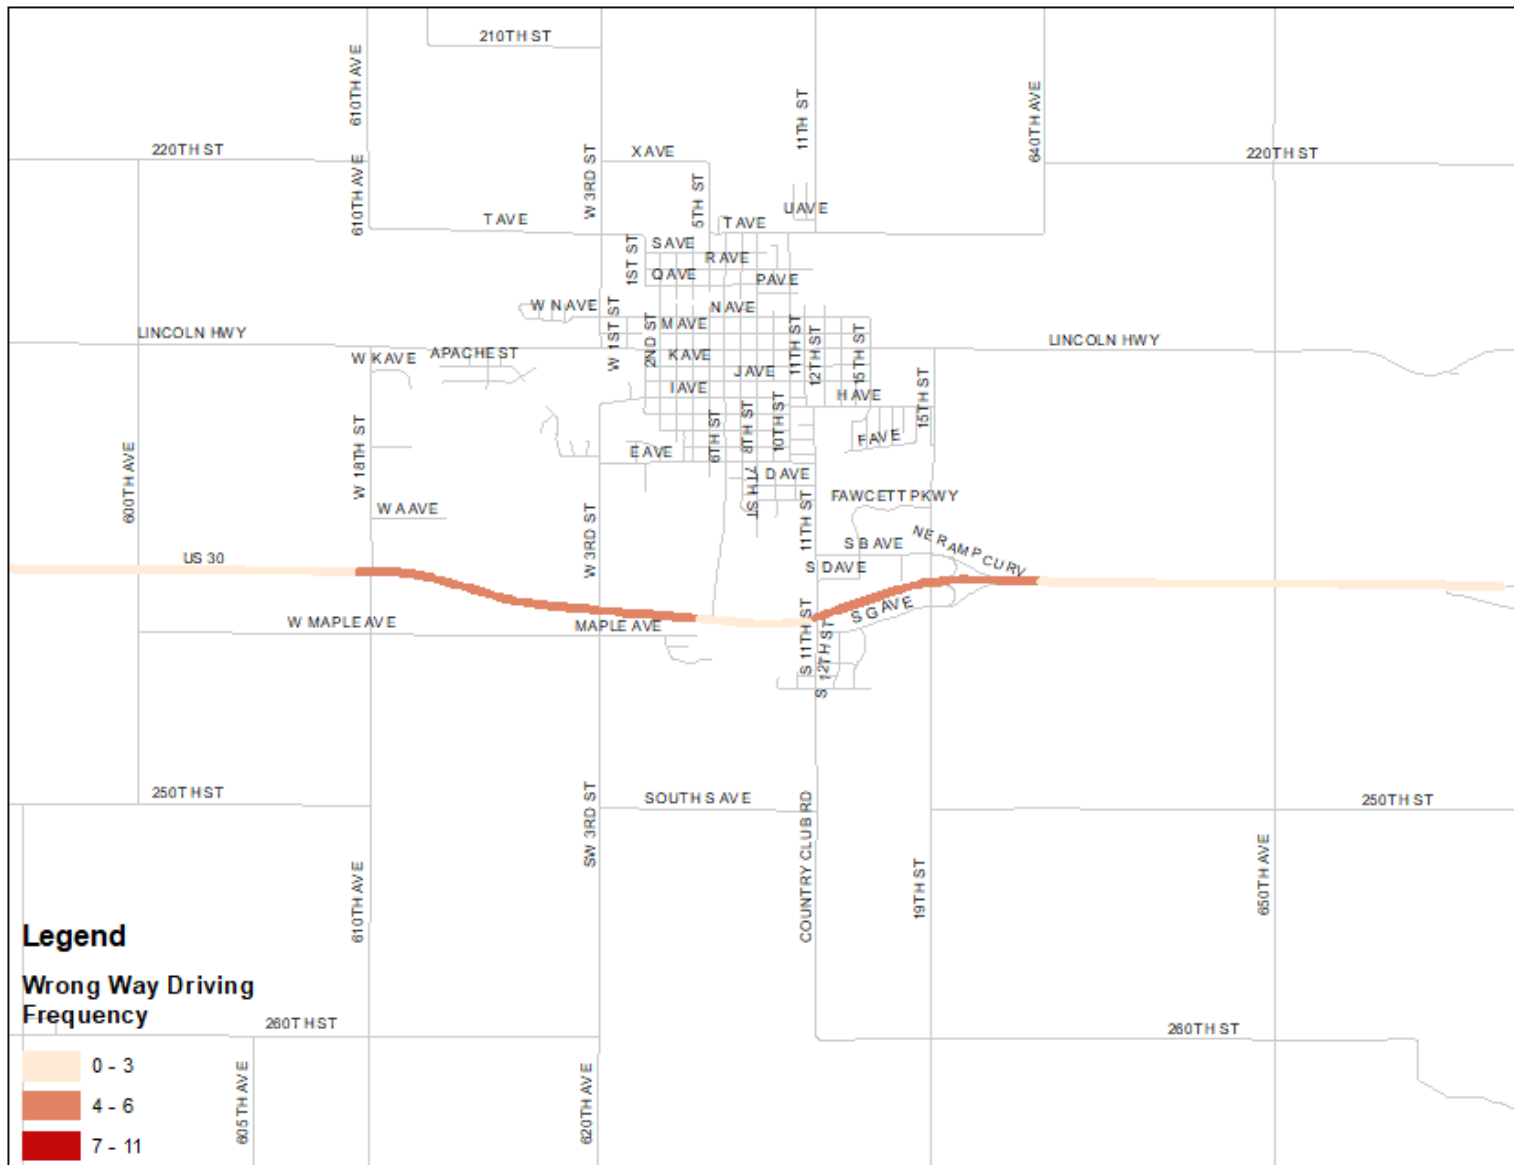 210TH ST
610TH AVE
11TH ST
640TH AVE
220TH ST
X AVE
220TH ST
610TH AVE
W 3RD ST
5TH ST
U AVE
T AVE
T AVE
1ST ST
S AVE
R AVE
Q AVE
P AVE
W N AVE
N AVE
W 1ST ST
2ND ST
M AVE
11TH ST
12TH ST
15TH ST
LINCOLN HWY
LINCOLN HWY
W K AVE
APACHE ST
K AVE
J AVE
I AVE
H AVE
15TH ST
W 18TH ST
6TH ST
8TH ST
10TH ST
F AVE
600TH AVE
E AVE
D AVE
7TH ST
FAWCETT PKWY
W A AVE
W 3RD ST
11TH ST
S B AVE
NE RAMP CURV
US 30
S D AVE
S G AVE
W MAPLE AVE
MAPLE AVE
S 11TH ST
S 12TH ST
250TH ST
SW 3RD ST
SOUTH S AVE
COUNTRY CLUB RD
250TH ST
610TH AVE
19TH ST
650TH AVE
Legend
Wrong Way Driving
Frequency
260TH ST
260TH ST
0 - 3
605TH AVE
620TH AVE
4 - 6
7 - 11